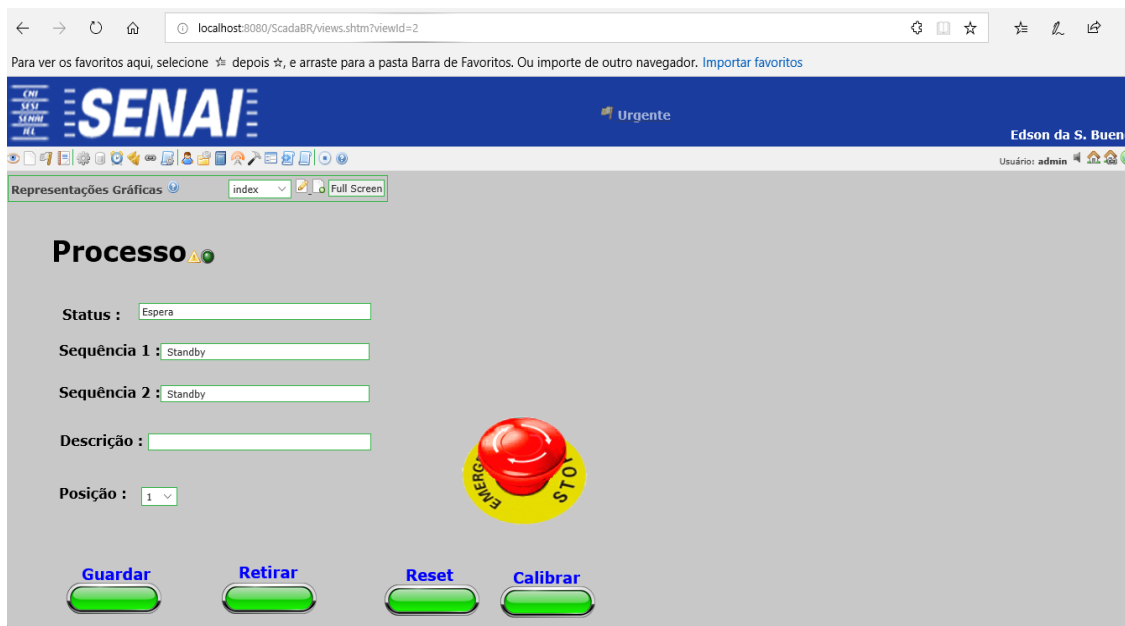 localhost:8080/ScadaBR/views.shtm?viewId=2
Para ver os favoritos aqui, selecione depois ☆, e arraste para a pasta Barra de Favoritos. Ou importe de outro navegador. Importar favoritos
CNI
SESI
SENAI
IEL
SENAI
Urgente
Edson da S. Buen
Usuário: admin
Representações Gráficas index Full Screen
Processo
Status : Espera
Sequência 1 : Standby
Sequência 2 : Standby
Descrição :
EMERG
STO
Posição : 1
Guardar Retirar Reset Calibrar